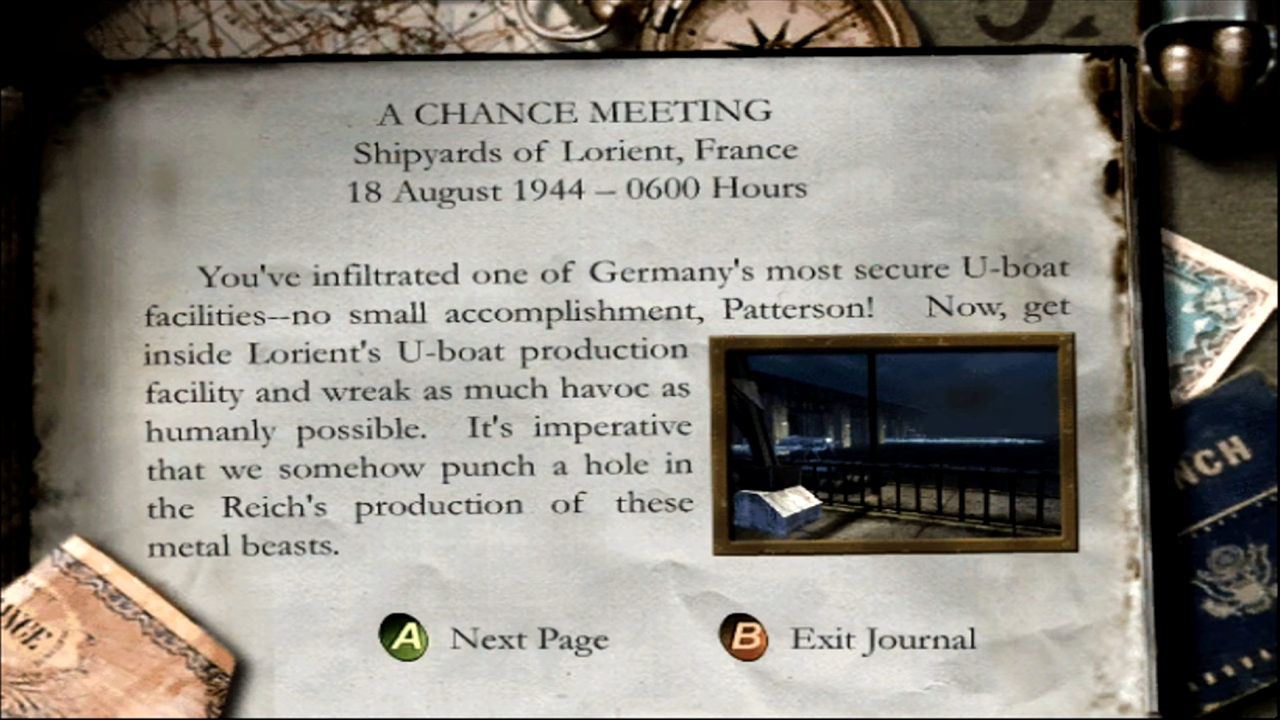 A CHANCE MEETING
Shipyards of Lorient, France
18 August 1944 – 0600 Hours
You've infiltrated one of Germany's most secure U-boat
facilities--no small accomplishment, Patterson! Now, get
inside Lorient's U-boat production
facility and wreak as much havoc as
humanly possible. It's imperative
that we somehow punch a hole in
the Reich's production of these
metal beasts.
A Next Page
B Exit Journal